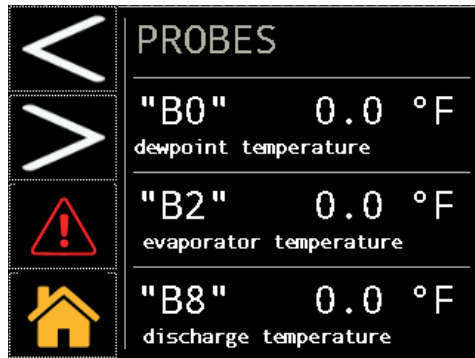 PROBES
"B0" 0.0 °F
dewpoint temperature
"B2" 0.0 °F
evaporator temperature
"B8" 0.0 °F
discharge temperature